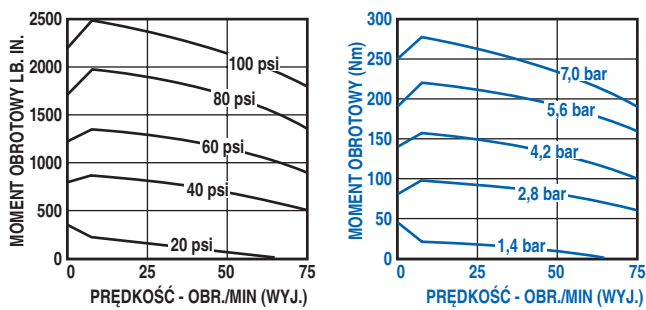 MOMENT OBROTOWY LB. IN.
2500
2000
1500
1000
500
0
100 psi
80 psi
60 psi
40 psi
20 psi
0 25 50 75
PRĘDKOŚĆ - OBR./MIN (WYJ.)
MOMENT OBROTOWY (Nm)
300
250
200
150
100
50
0
7,0 bar
5,6 bar
4,2 bar
2,8 bar
1,4 bar
0 25 50 75
PRĘDKOŚĆ - OBR./MIN (WYJ.)